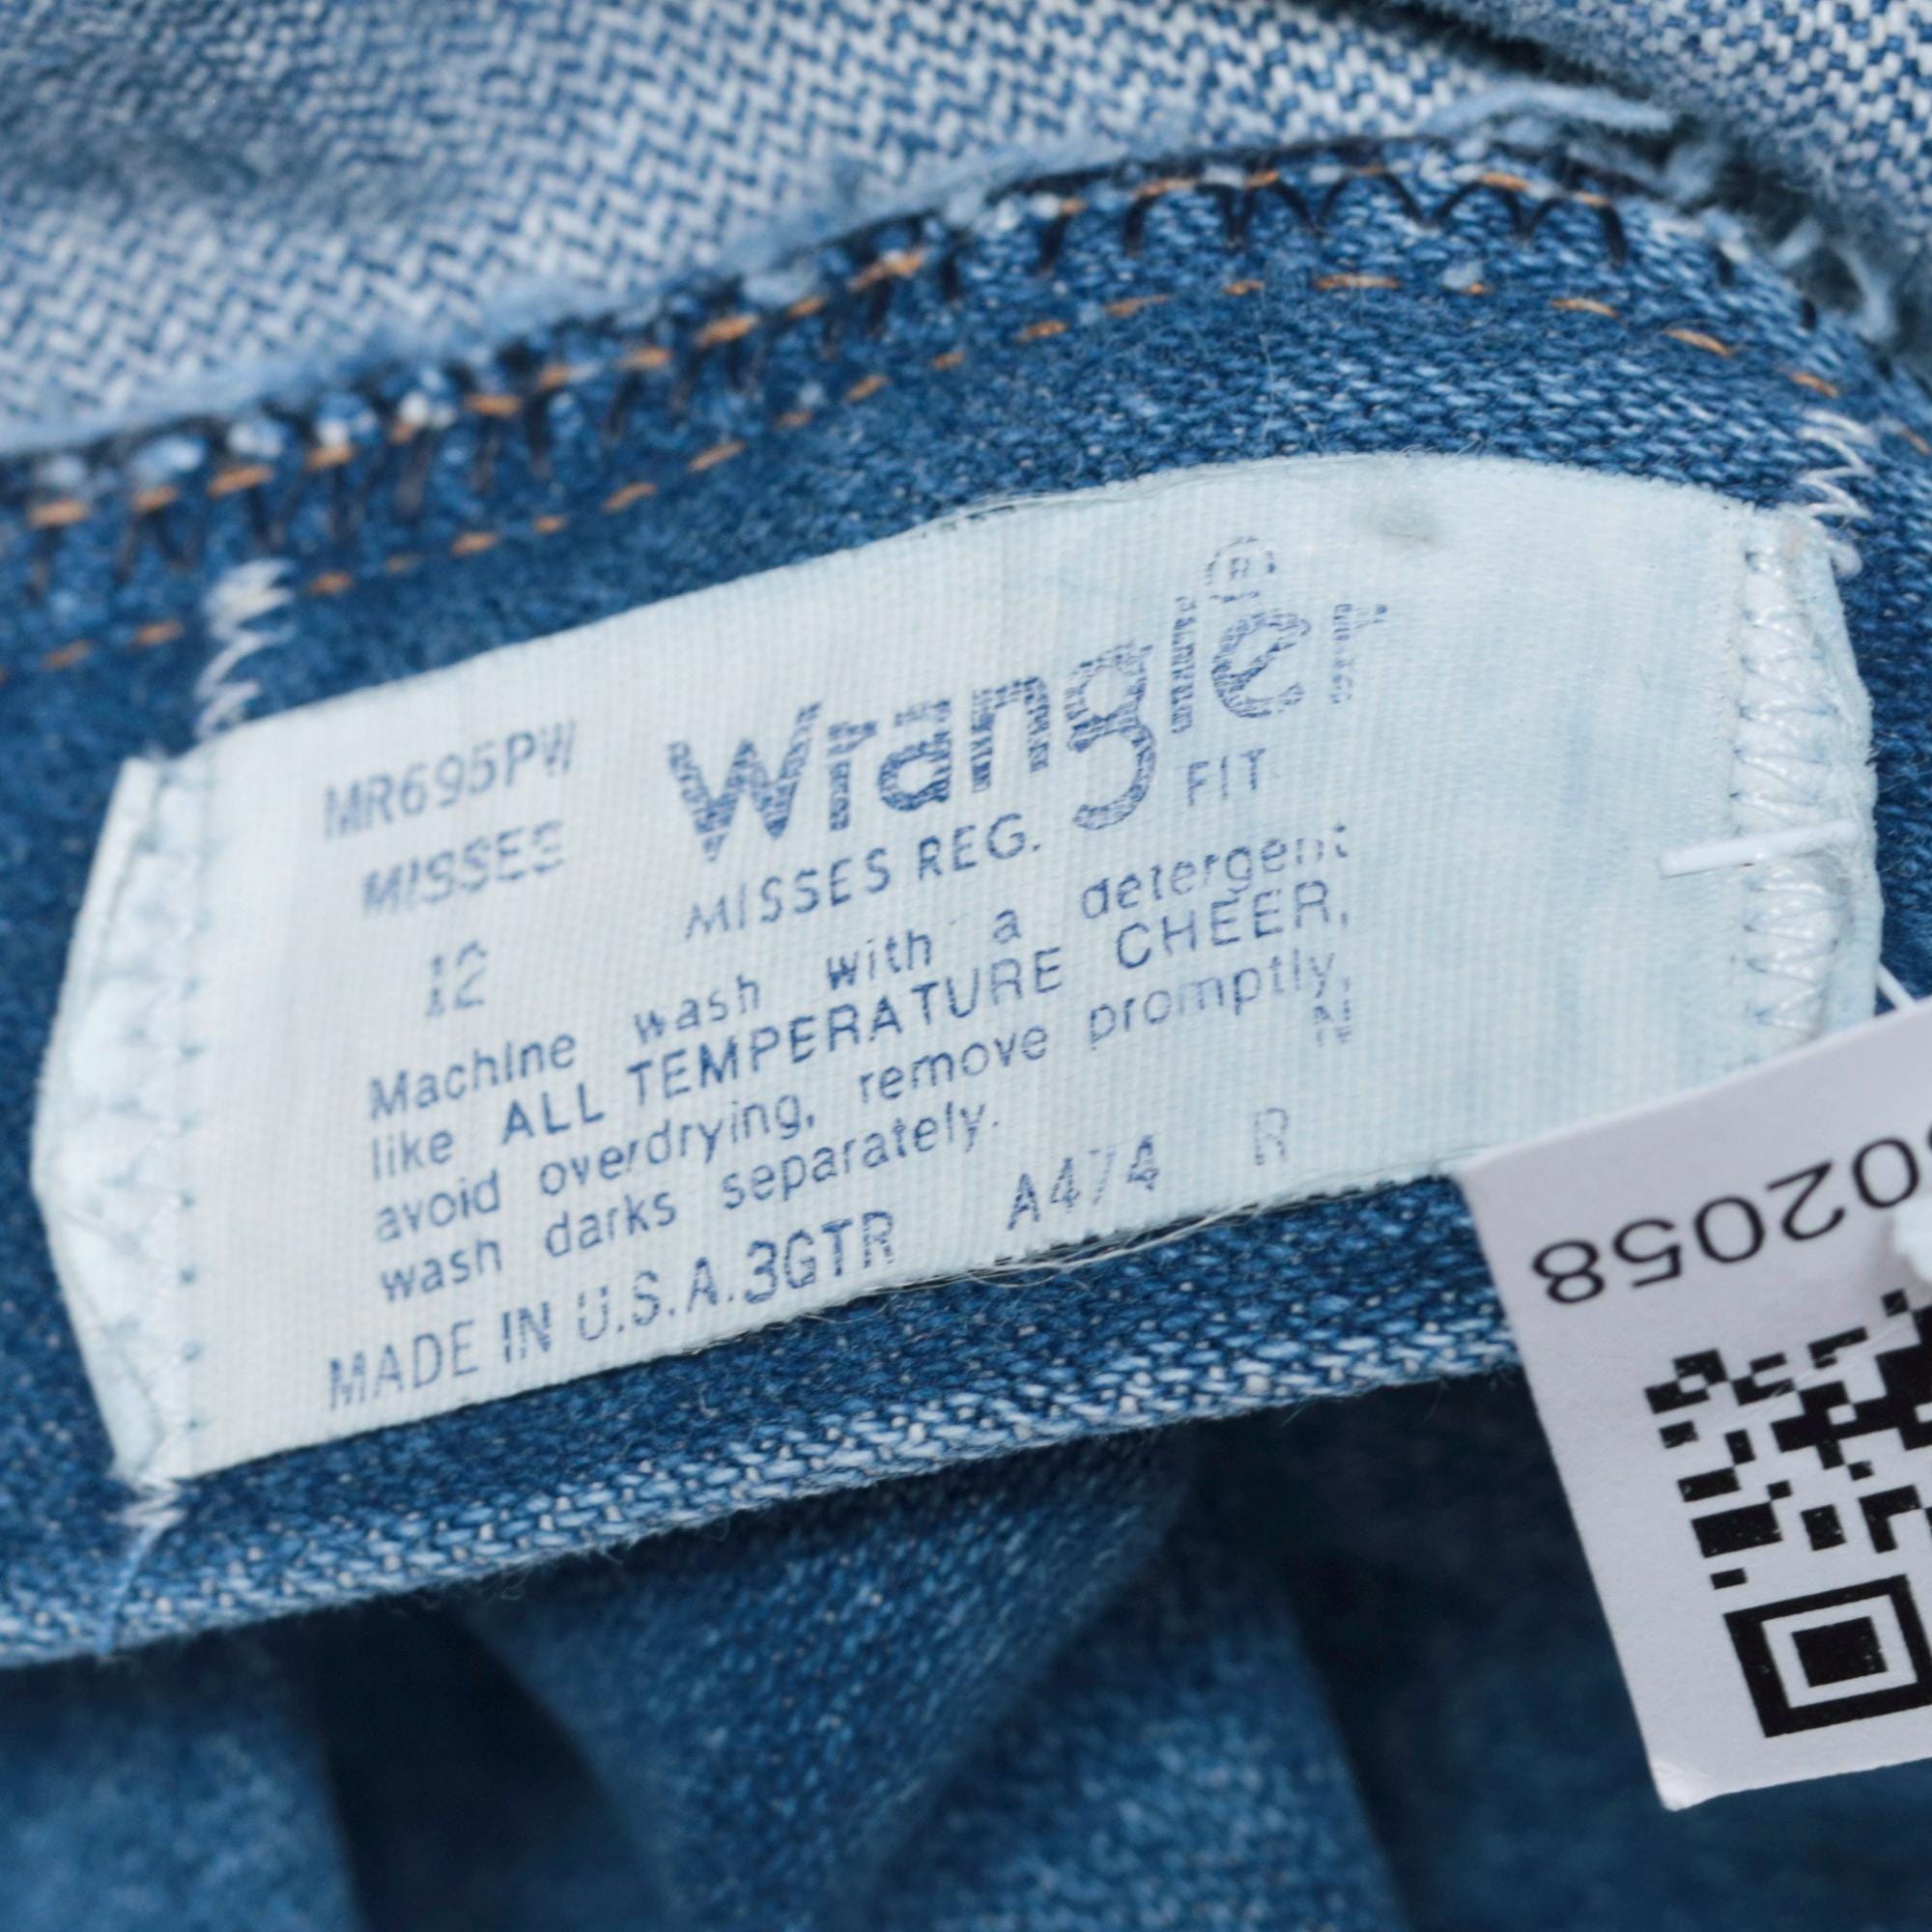 MR695PW
MISSES
12
Wrangler
MISSES REG. FIT
Machine wash with a detergent
like ALL TEMPERATURE CHEER,
avoid overdrying, remove promptly,
wash darks separately.
MADE IN U.S.A. 3GTR A474 R
02058